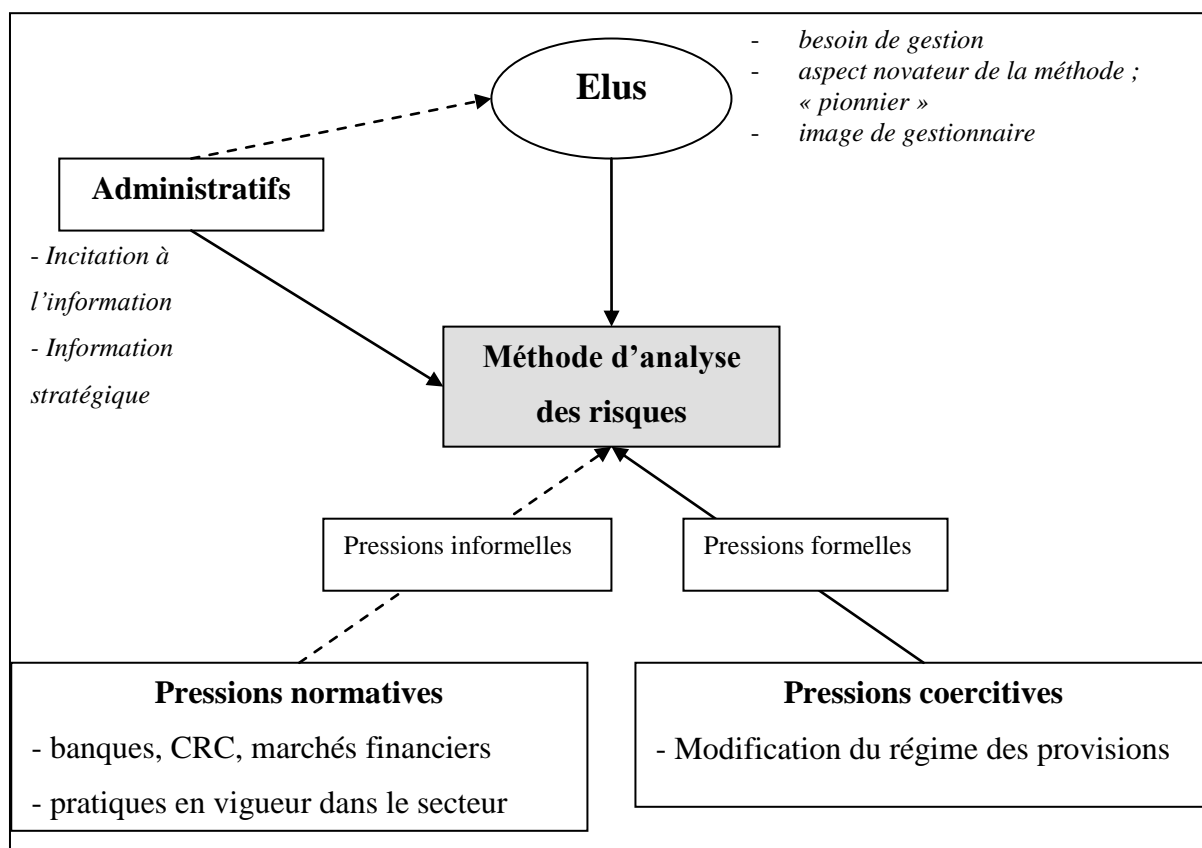 Elus
- besoin de gestion
- aspect novateur de la méthode ;
« pionnier »
- image de gestionnaire
Administratifs
- Incitation à
l’information
- Information
stratégique
Méthode d’analyse
des risques
Pressions informelles
Pressions formelles
Pressions normatives
- banques, CRC, marchés financiers
- pratiques en vigueur dans le secteur
Pressions coercitives
- Modification du régime des provisions